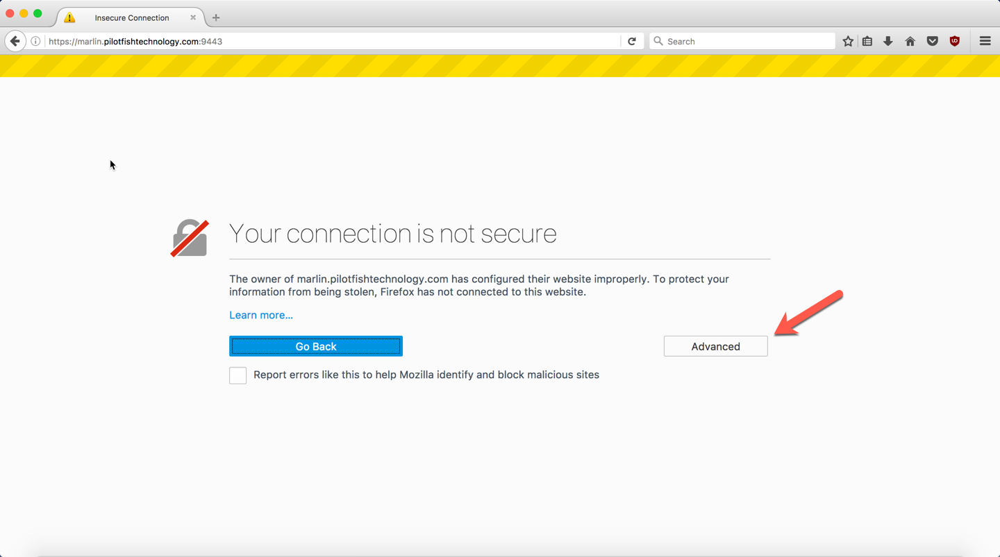 Insecure Connection
https://marlin.pilotfishtechnology.com:9443
Search
Your connection is not secure
The owner of marlin.pilotfishtechnology.com has configured their website improperly. To protect your
information from being stolen, Firefox has not connected to this website.
Learn more...
Go Back
Advanced
Report errors like this to help Mozilla identify and block malicious sites